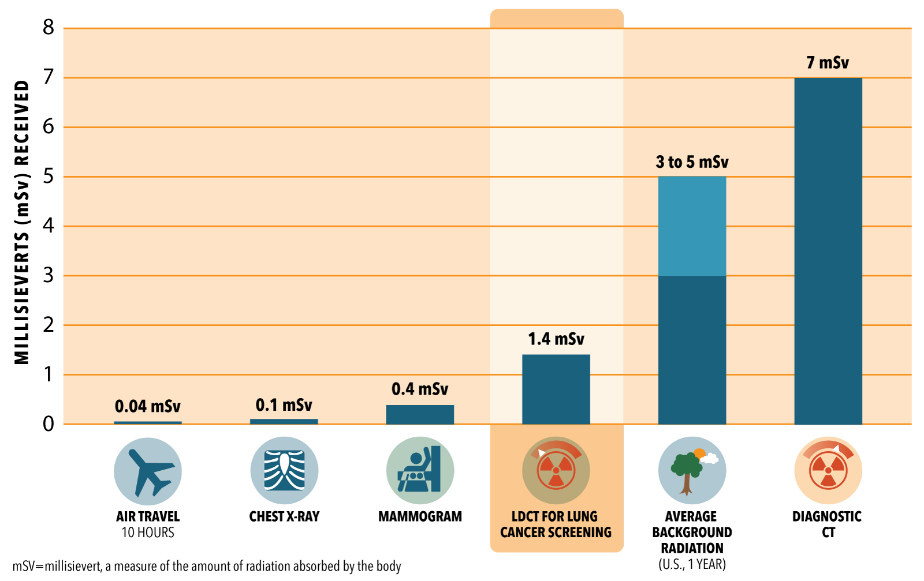 MILLISIEVERTS (mSv) RECEIVED
8
7
6
5
4
3
2
1
0
0.04 mSv
0.1 mSv
0.4 mSv
1.4 mSv
3 to 5 mSv
7 mSv
AIR TRAVEL
10 HOURS
CHEST X-RAY
MAMMOGRAM
LDCT FOR LUNG
CANCER SCREENING
AVERAGE
BACKGROUND
RADIATION
(U.S., 1 YEAR)
DIAGNOSTIC
CT
mSV=millisievert, a measure of the amount of radiation absorbed by the body